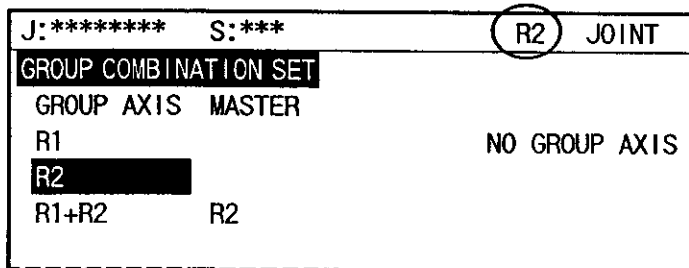 J:******** S:*** R2 JOINT
GROUP COMBINATION SET
GROUP AXIS MASTER
R1 NO GROUP AXIS
R2
R1+R2 R2